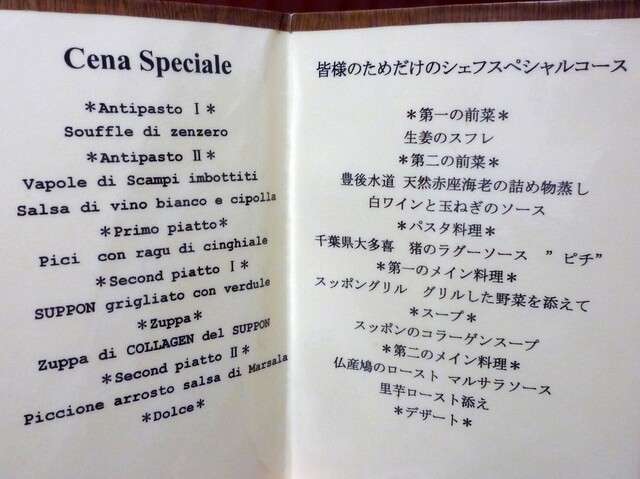 Cena Speciale
＊Antipasto Ⅰ＊
Souffle di zenzero
＊Antipasto Ⅱ＊
Vapole di Scampi imbottiti
Salsa di vino bianco e cipolla
＊Primo piatto＊
Pici con ragu di cinghiale
＊Second piatto Ⅰ＊
SUPPON grigliato con verdule
＊Zuppa＊
Zuppa di COLLAGEN del SUPPON
＊Second piatto Ⅱ＊
Piccione arrosto salsa di Marsala
＊Dolce＊
皆様のためだけのシェフスペシャルコース
＊第一の前菜＊
生姜のスフレ
＊第二の前菜＊
豊後水道 天然赤座海老の詰め物蒸し
白ワインと玉ねぎのソース
＊パスタ料理＊
千葉県大多喜 猪のラグーソース ” ピチ”
＊第一のメイン料理＊
スッポングリル グリルした野菜を添えて
＊スープ＊
スッポンのコラーゲンスープ
＊第二のメイン料理＊
仏産鳩のロースト マルサラソース
里芋ロースト添え
＊デザート＊